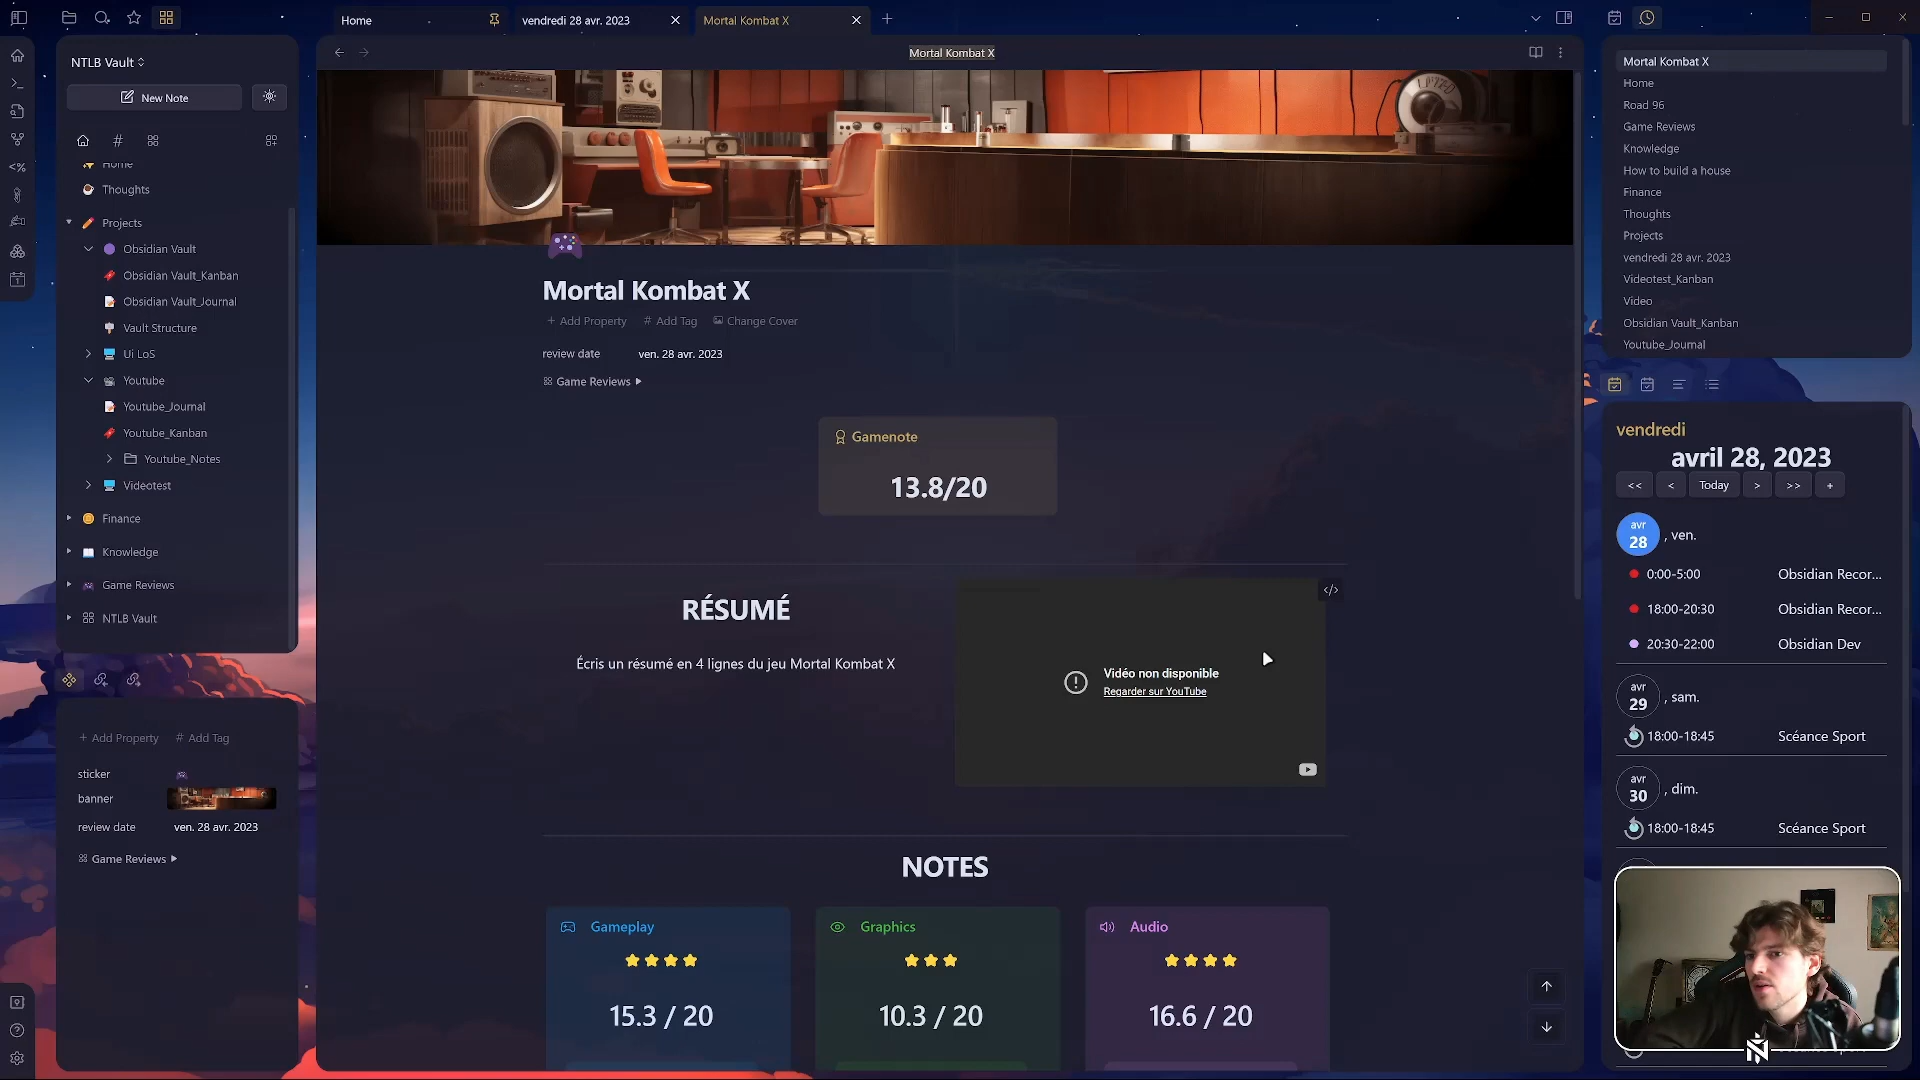 Home
vendredi 28 avr. 2023
Mortal Kombat X
NTLB Vault
New Note
#
<%
Home
Thoughts
Projects
Obsidian Vault
Obsidian Vault_Kanban
Obsidian Vault_Journal
Vault Structure
Ui LoS
Youtube
Youtube_Journal
Youtube_Kanban
Youtube_Notes
Videotest
Finance
Knowledge
Game Reviews
NTLB Vault
+ Add Property # Add Tag
sticker
banner
review date ven. 28 avr. 2023
Game Reviews
Mortal Kombat X
Mortal Kombat X
+ Add Property # Add Tag Change Cover
review date ven. 28 avr. 2023
Game Reviews
Gamenote
13.8/20
RÉSUMÉ
Écris un résumé en 4 lignes du jeu Mortal Kombat X
</>
Vidéo non disponible
Regarder sur YouTube
NOTES
Gameplay
15.3 / 20
Graphics
10.3 / 20
Audio
16.6 / 20
Mortal Kombat X
Home
Road 96
Game Reviews
Knowledge
How to build a house
Finance
Thoughts
Projects
vendredi 28 avr. 2023
Videotest_Kanban
Video
Obsidian Vault_Kanban
Youtube_Journal
vendredi
avril 28, 2023
<< < Today > >> +
avr
28 , ven.
0:00-5:00 Obsidian Recor...
18:00-20:30 Obsidian Recor...
20:30-22:00 Obsidian Dev
avr
29 , sam.
18:00-18:45 Scéance Sport
avr
30 , dim.
18:00-18:45 Scéance Sport